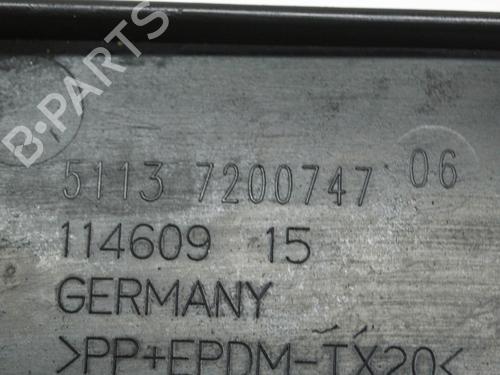 B-PARTS
5113 7200747 06
114609 15
GERMANY
>PP+EPDM-TX20<